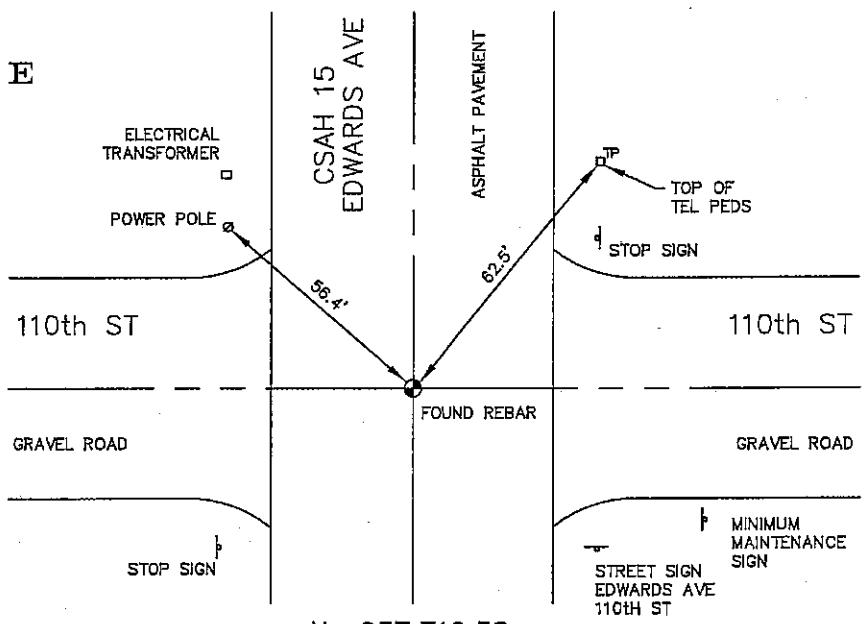 E
CSAH 15
EDWARDS AVE
ASPHALT PAVEMENT
ELECTRICAL
TRANSFORMER
POWER POLE
TP
TOP OF
TEL PEDS
STOP SIGN
56.4'
62.5'
110th ST
110th ST
FOUND REBAR
GRAVEL ROAD
GRAVEL ROAD
STOP SIGN
MINIMUM
MAINTENANCE
SIGN
STREET SIGN
EDWARDS AVE
110tH ST